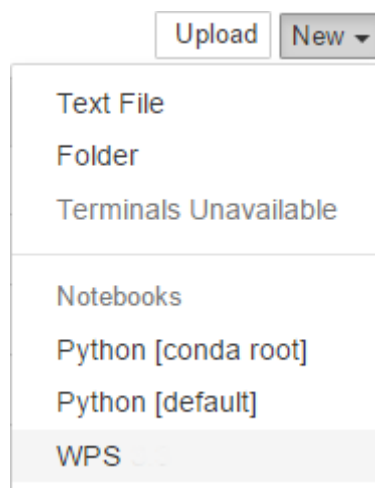 Upload New
Text File
Folder
Terminals Unavailable
Notebooks
Python [conda root]
Python [default]
WPS